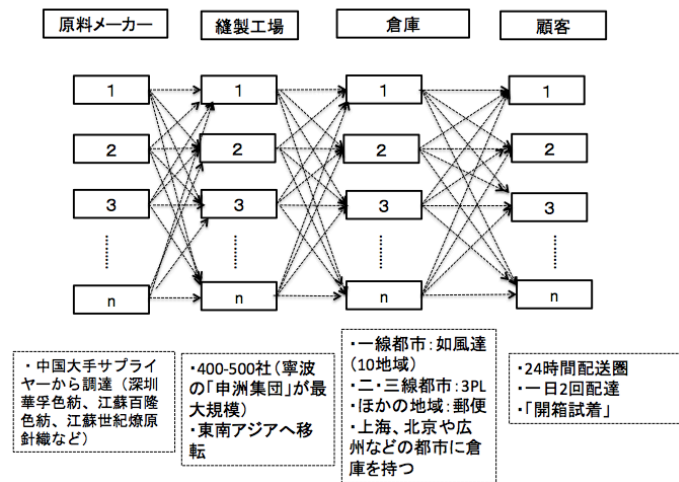 原料メーカー
縫製工場
倉庫
顧客
1
1
1
1
2
2
2
2
3
3
3
3
……
……
……
……
n
n
n
n
・中国大手サプライ
ヤーから調達（深圳
華孚色紡、江蘇百隆
色紡、江蘇世紀燎原
針織など）
・400-500社（寧波
の「申洲集団」が最
大規模）
・東南アジアへ移
転
・一線都市：如風達
（10地域）
・二・三線都市：3PL
・ほかの地域：郵便
・上海、北京や広
州などの都市に倉
庫を持つ
・24時間配送圏
・一日2回配達
・「開箱試着」